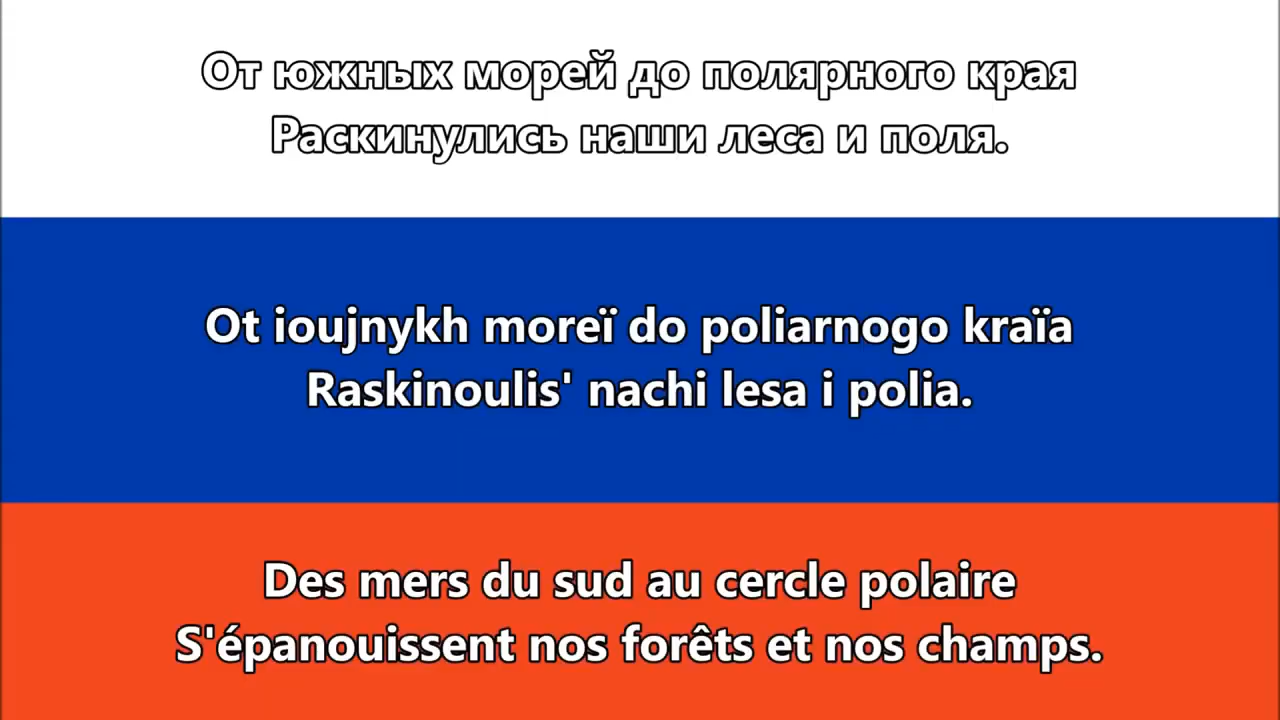 От южных морей до полярного края
Раскинулись наши леса и поля.
Ot ioujnykh moreï do poliarnogo kraïa
Raskinoulis' nachi lesa i polia.
Des mers du sud au cercle polaire
S'épanouissent nos forêts et nos champs.